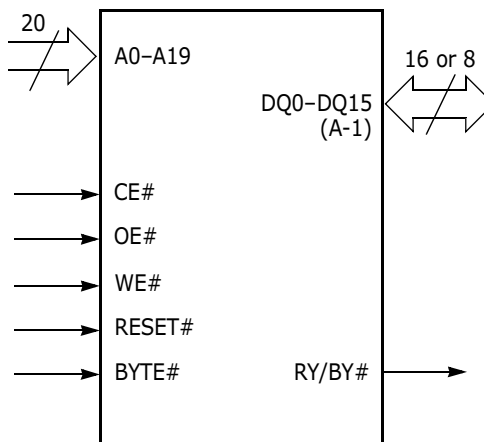 20
A0–A19
16 or 8
DQ0–DQ15
(A-1)
CE#
OE#
WE#
RESET#
BYTE#
RY/BY#